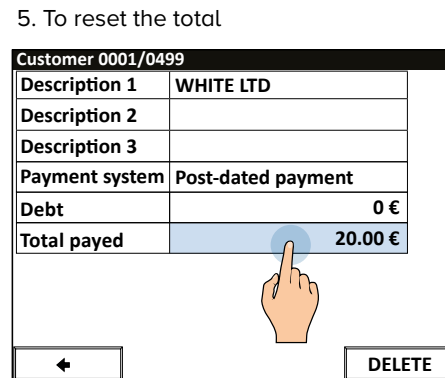 5. To reset the total
Customer 0001/0499
Description 1 WHITE LTD
Description 2
Description 3
Payment system Post-dated payment
Debt 0 €
Total payed 20.00 €
🡸 DELETE